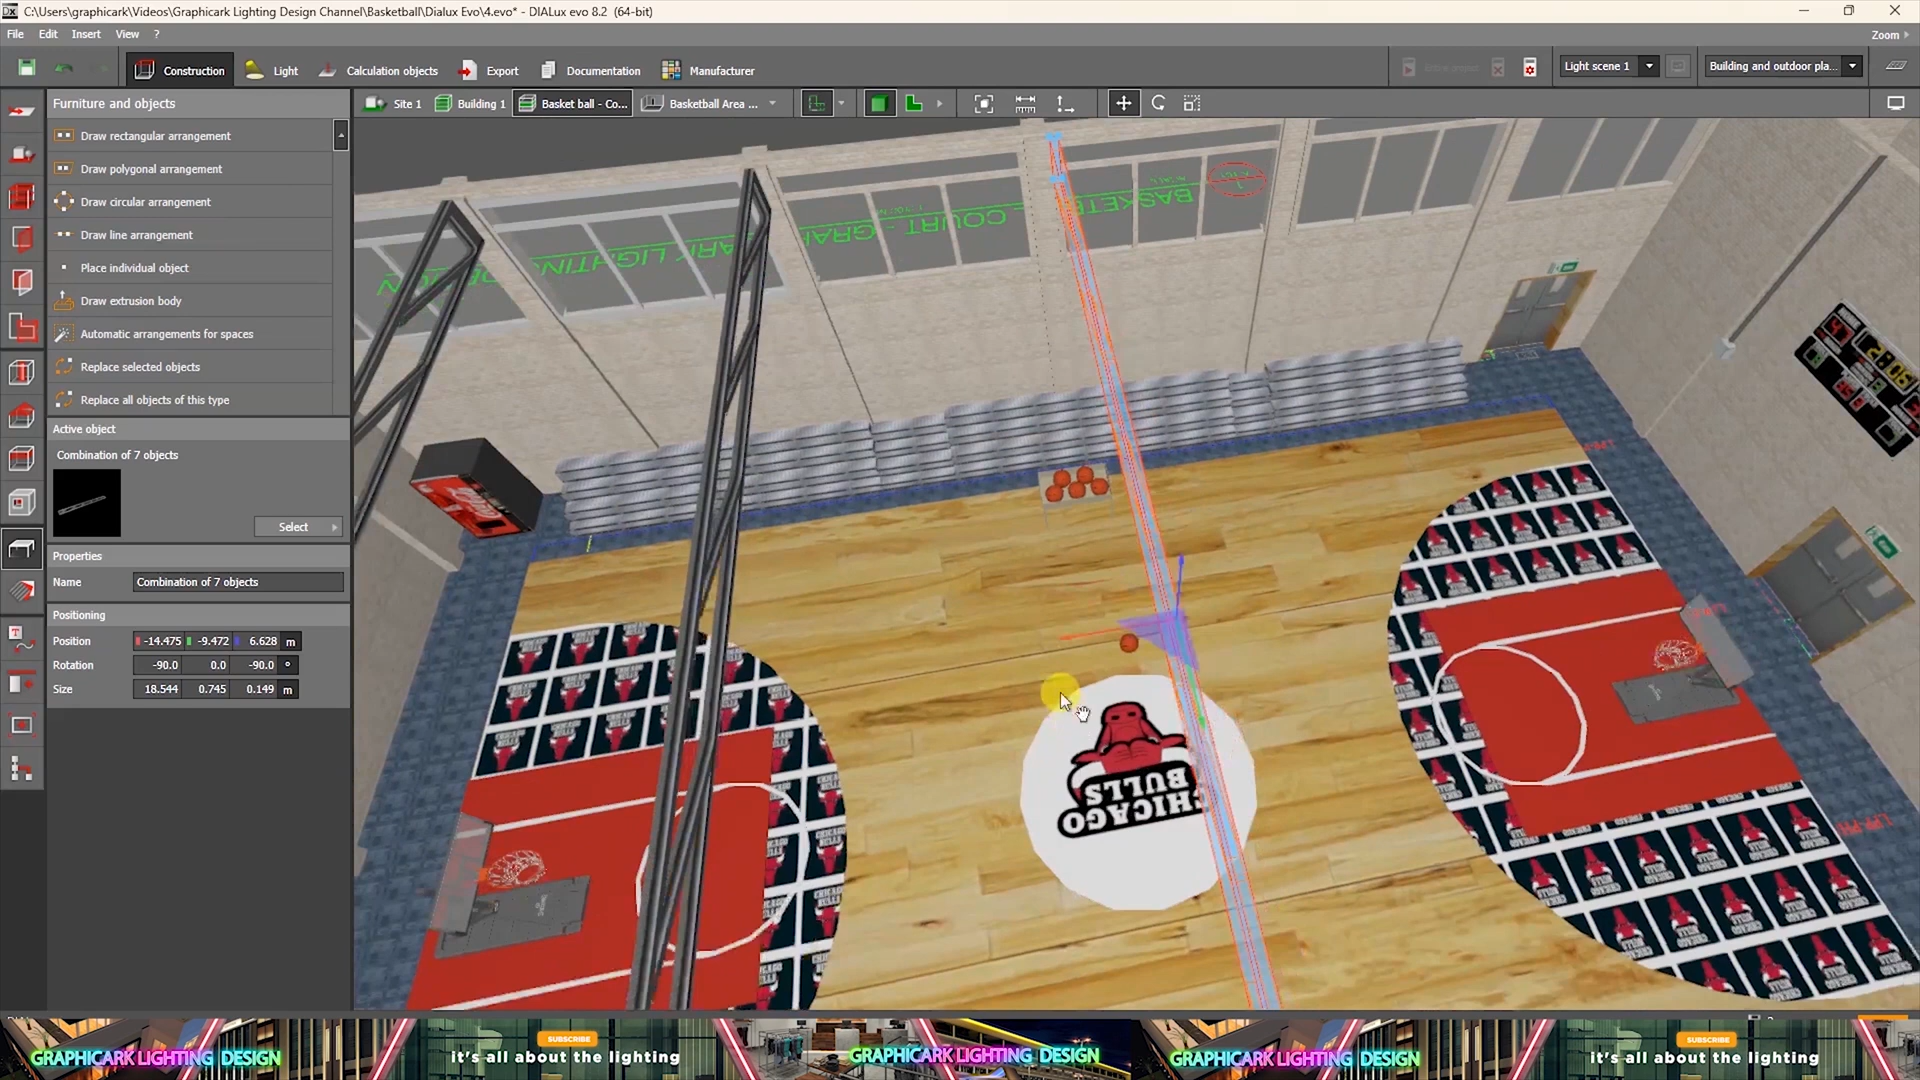 C:\Users\graphicark\Videos\Graphicark Lighting Design Channel\Basketball\Dialux Evo\4.evo* - DIALux evo 8.2 (64-bit)
File Edit Insert View ?
Zoom
Construction Light Calculation objects Export Documentation Manufacturer
Light scene 1
Building and outdoor pla...
Furniture and objects
Site 1 Building 1 Basket ball - Co... Basketball Area ...
Draw rectangular arrangement
Draw polygonal arrangement
Draw circular arrangement
Draw line arrangement
Place individual object
Draw extrusion body
Automatic arrangements for spaces
Replace selected objects
Replace all objects of this type
Active object
Combination of 7 objects
Select
Properties
Name Combination of 7 objects
Positioning
Position -14.475 -9.472 6.628 m
Rotation -90.0 0.0 -90.0 °
Size 18.544 0.745 0.149 m
CHICAGO
BULLS
2:06
SUBSCRIBE
GRAPHICARK LIGHTING DESIGN
it's all about the lighting
GRAPHICARK LIGHTING DESIGN
GRAPHICARK LIGHTING DESIGN
SUBSCRIBE
it's all about the lighting